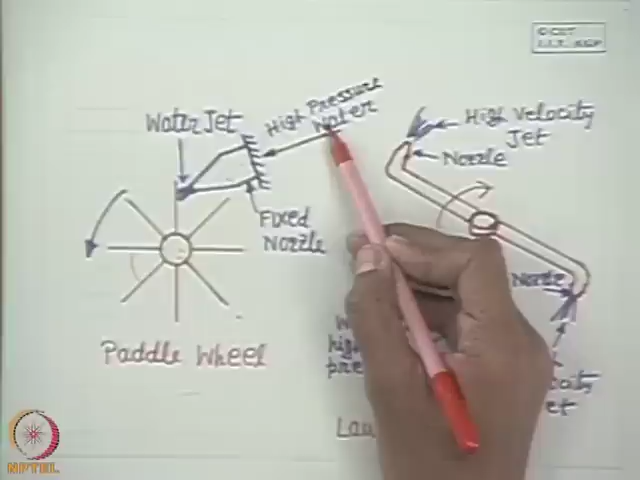 © CET
I.I.T. KGP
High Pressure
Water
Water Jet
High Velocity
Jet
Nozzle
Fixed
Nozzle
Nozzle
Paddle Wheel
NPTEL